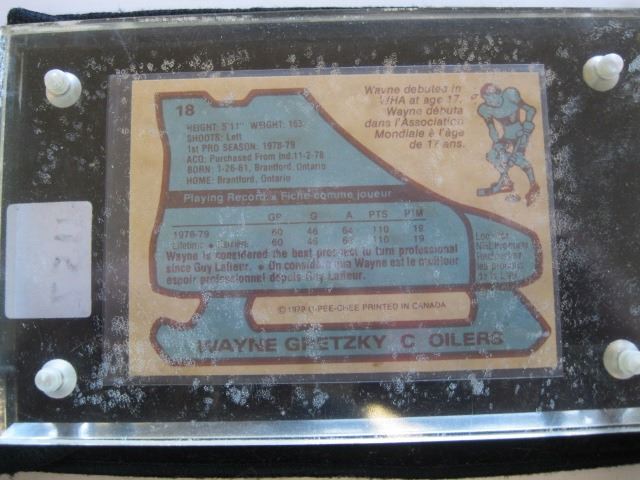 18
HEIGHT: 5'11" WEIGHT: 163
SHOOTS: Left
1st PRO SEASON: 1978-79
ACQ: Purchased From Ind.11-2-78
BORN: 1-26-61, Brantford, Ontario
HOME: Brantford, Ontario
Wayne debuted in
WHA at age 17.
Wayne débuta
dans l'Association
Mondiale à l'âge
de 17 ans.
Playing Record • Fiche comme joueur
GP G A PTS PIM
1978-79 60 46 64 110 19
Lifetime • Carrière 60 46 64 110 19
Wayne is considered the best prospect to turn professional
since Guy Lafleur. • On considère que Wayne est le meilleur
espoir professionnel depuis Guy Lafleur.
© 1979 O-PEE-CHEE PRINTED IN CANADA
WAYNE GRETZKY C OILERS